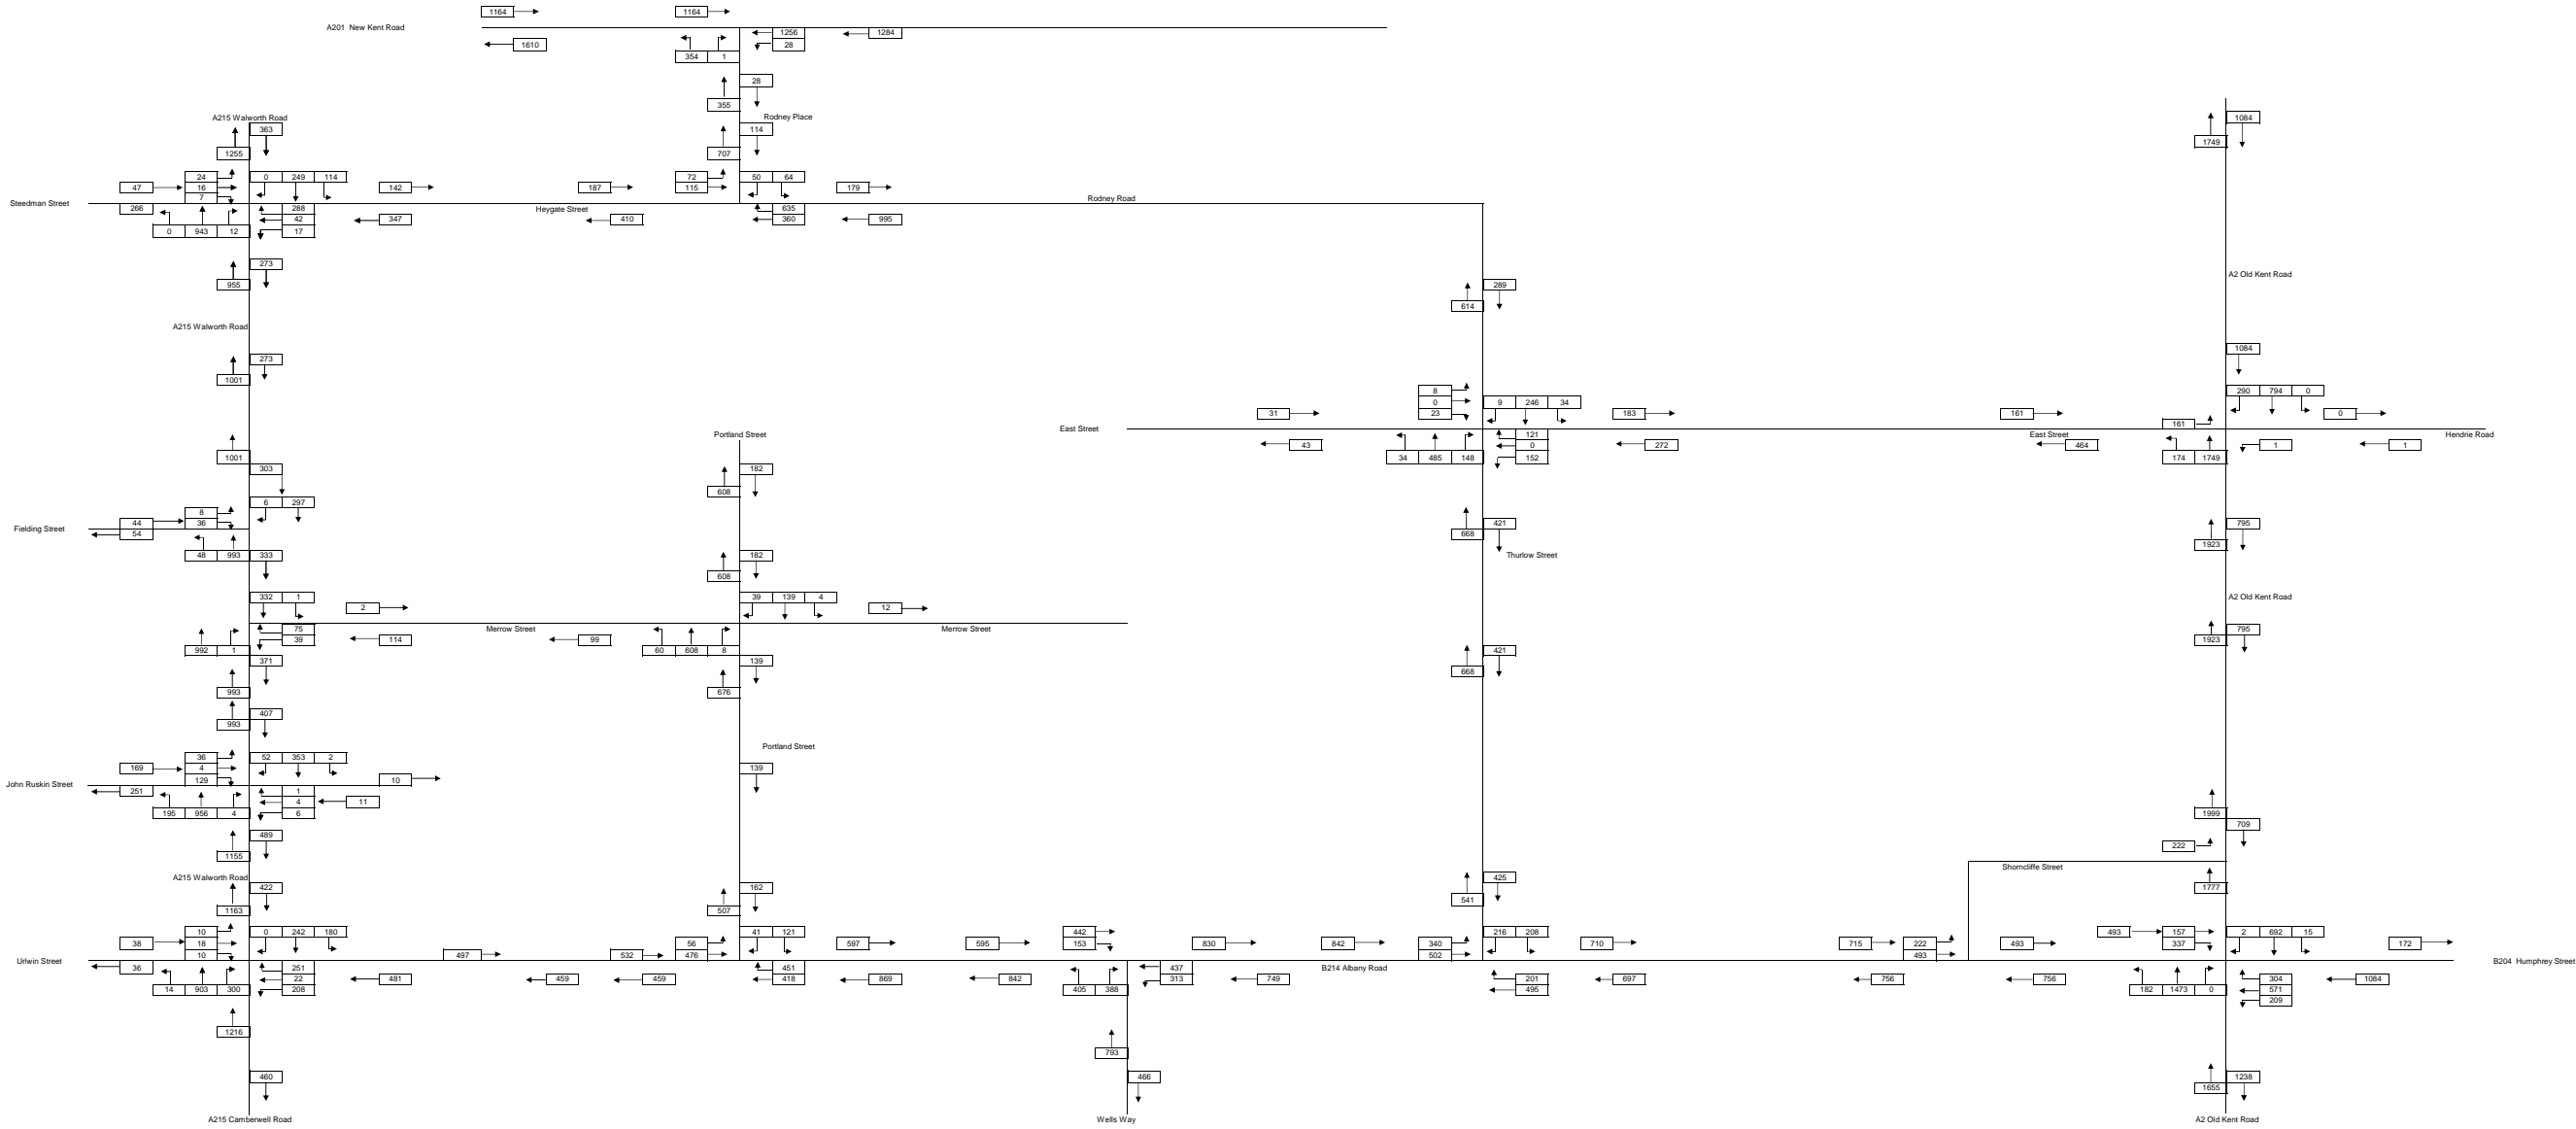 1164 1164
A201 New Kent Road 1256 1284
1610 28
354 1
28
355
A215 Walworth Road Rodney Place
363 114 1084
1255 707 1749
24 0 249 114 72 50 64
47 16 142 187 115 179
7
Steedman Street Rodney Road
266 288 Heygate Street 635
42 347 410 360 995
0 943 12 17
273 A2 Old Kent Road
955 289
614
A215 Walworth Road
273 1084
1001
8 290 794 0
0 9 246 34
31 23 183 161 0
161
East Street 121 East Street Hendrie Road
Portland Street 43 0 272 464 1 1
1001 34 485 148 152 174 1749
303 182
608
6 297
8
44 36 421 795
Fielding Street
54 668 1923
48 993 333 182 Thurlow Street
608
332 1 39 139 4 A2 Old Kent Road
2 12
75 Merrow Street Merrow Street 795
39 114 99 1923
992 1 60 608 8 421
371 139
993 676 668
407
993
Portland Street
36 52 353 2
169 4 139
129 10
John Ruskin Street
251 1
4 11
195 956 4 6 1999
489 709
1155 222
Shorncliffe Street
A215 Walworth Road 425 1777
422 162
1163 507 541
10 0 242 180 41 121 442 216 208 157 2 692 15
38 18 497 532 56 597 595 153 830 842 340 710 715 222 493 493 337 172
10 476 502 493
Urlwin Street B214 Albany Road B204 Humphrey Street
36 251 451 437 201 304
22 481 459 459 418 869 842 313 749 495 697 756 756 571 1084
14 903 300 208 405 388 182 1473 0 209
1216
793
460 466 1238
1655
A215 Camberwell Road Wells Way A2 Old Kent Road